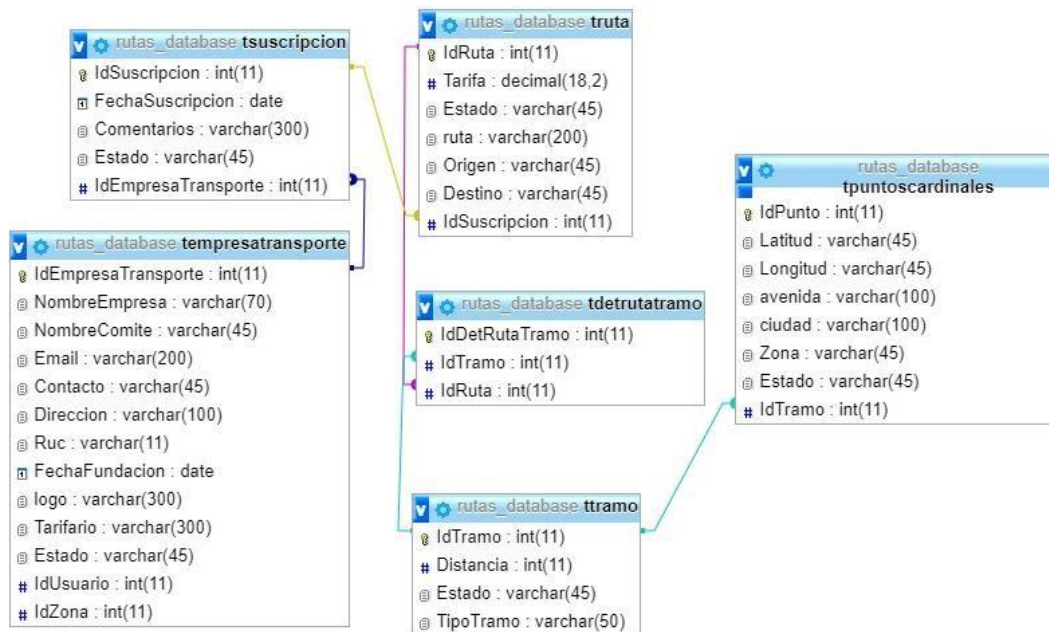 rutas_database tsuscripcion
IdSuscripcion : int(11)
FechaSuscripcion : date
Comentarios : varchar(300)
Estado : varchar(45)
# IdEmpresaTransporte : int(11)
rutas_database tempresatransporte
IdEmpresaTransporte : int(11)
NombreEmpresa : varchar(70)
NombreComite : varchar(45)
Email : varchar(200)
Contacto : varchar(45)
Direccion : varchar(100)
Ruc : varchar(11)
FechaFundacion : date
logo : varchar(300)
Tarifario : varchar(300)
Estado : varchar(45)
# IdUsuario : int(11)
# IdZona : int(11)
rutas_database truta
IdRuta : int(11)
# Tarifa : decimal(18,2)
Estado : varchar(45)
ruta : varchar(200)
Origen : varchar(45)
Destino : varchar(45)
# IdSuscripcion : int(11)
rutas_database tdetrutatramo
IdDetRutaTramo : int(11)
# IdTramo : int(11)
# IdRuta : int(11)
rutas_database ttramo
IdTramo : int(11)
# Distancia : int(11)
Estado : varchar(45)
TipoTramo : varchar(50)
rutas_database
tpuntoscardinales
IdPunto : int(11)
Latitud : varchar(45)
Longitud : varchar(45)
avenida : varchar(100)
ciudad : varchar(100)
Zona : varchar(45)
Estado : varchar(45)
# IdTramo : int(11)